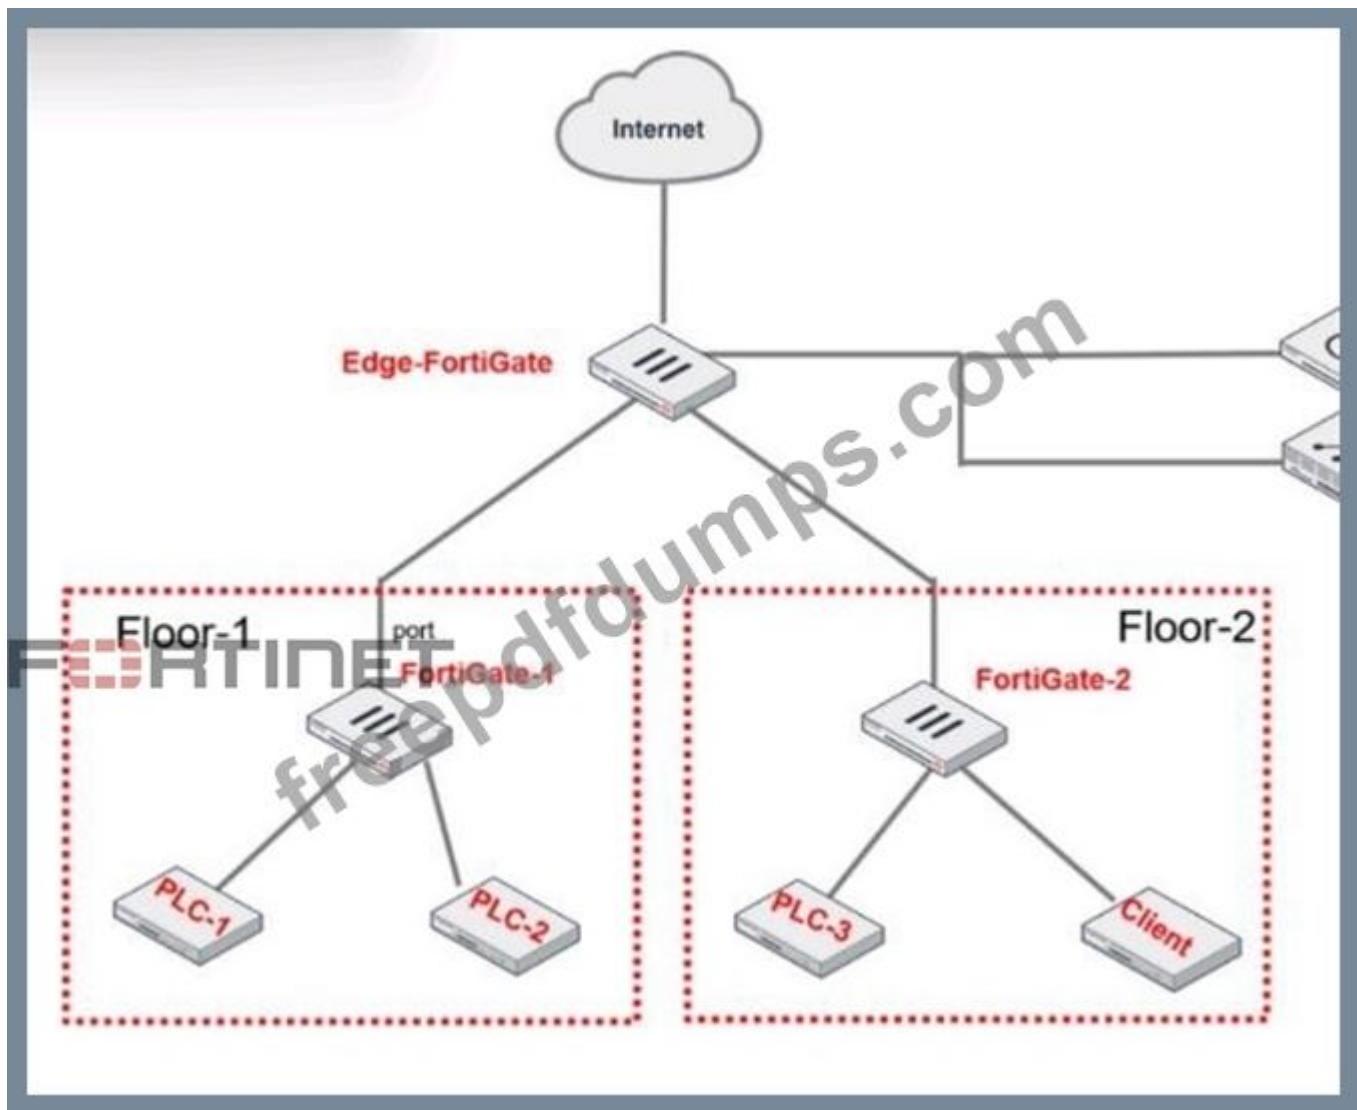 Internet
Edge-FortiGate
freepdfdumps.com
Floor-1
port
FORTINET
FortiGate-1
Floor-2
FortiGate-2
PLC-1
PLC-2
PLC-3
Client